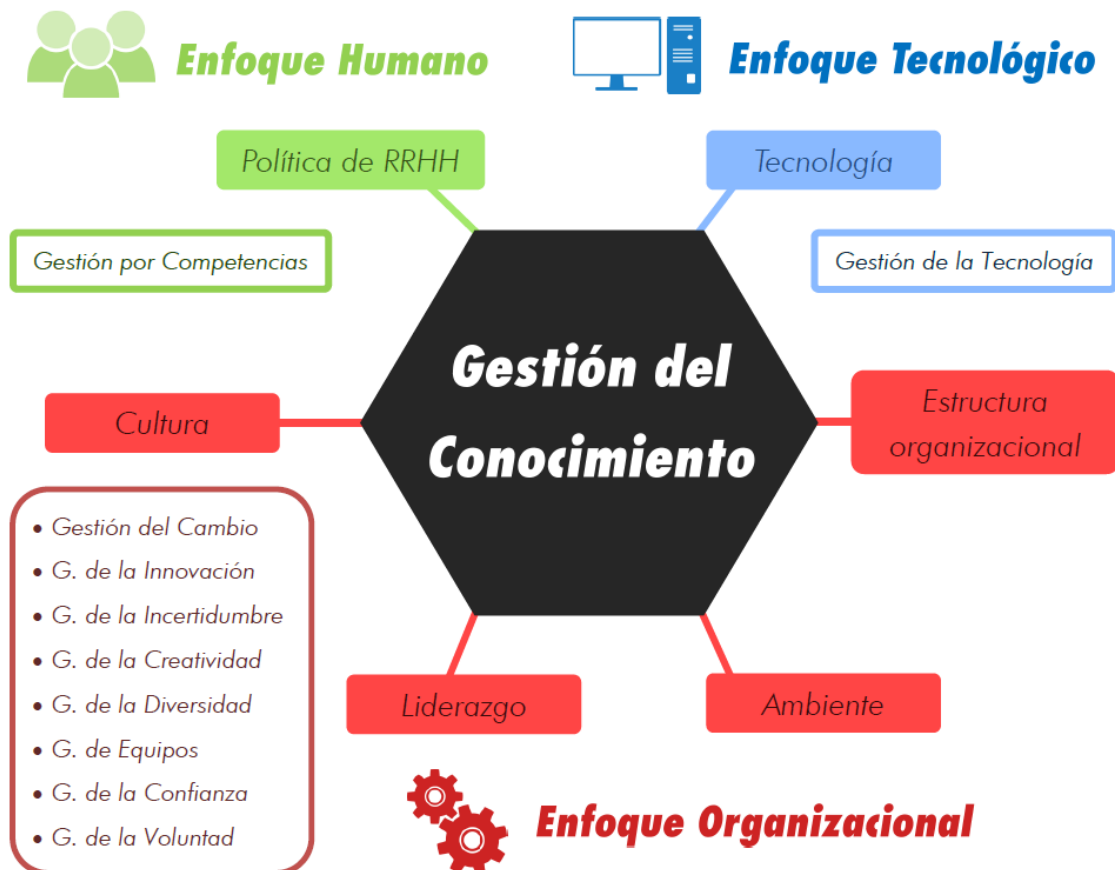 Enfoque Humano
Enfoque Tecnológico
Política de RRHH
Tecnología
Gestión por Competencias
Gestión de la Tecnología
Gestión del
Conocimiento
Cultura
Estructura
organizacional
• Gestión del Cambio
• G. de la Innovación
• G. de la Incertidumbre
• G. de la Creatividad
• G. de la Diversidad
• G. de Equipos
• G. de la Confianza
• G. de la Voluntad
Liderazgo
Ambiente
Enfoque Organizacional